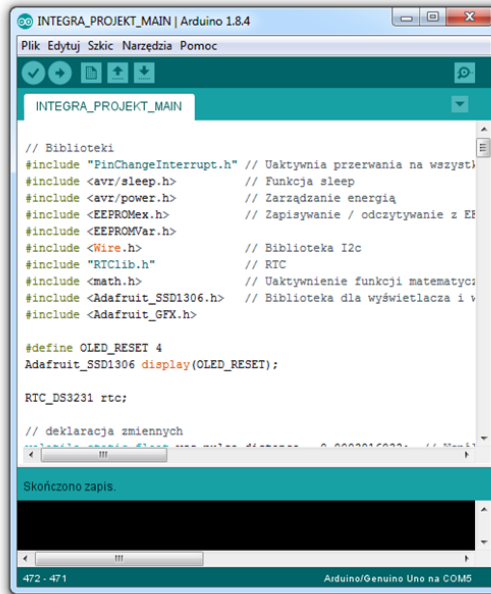 INTEGRA_PROJEKT_MAIN | Arduino 1.8.4
Plik Edytuj Szkic Narzędzia Pomoc
INTEGRA_PROJEKT_MAIN
// Biblioteki
#include "PinChangeInterrupt.h" // Uaktywnia przerwania na wszystk
#include <avr/sleep.h> // Funkcja sleep
#include <avr/power.h> // Zarządzanie energią
#include <EEPROMex.h> // Zapisywanie / odczytywanie z EE
#include <EEPROMVar.h>
#include <Wire.h> // Biblioteka I2c
#include "RTClib.h" // RTC
#include <math.h> // Uaktywnienie funkcji matematycz
#include <Adafruit_SSD1306.h> // Biblioteka dla wyświetlacza i w
#include <Adafruit_GFX.h>
#define OLED_RESET 4
Adafruit_SSD1306 display(OLED_RESET);
RTC_DS3231 rtc;
// deklaracja zmiennych
Skończono zapis.
472 - 471 Arduino/Genuino Uno na COM5